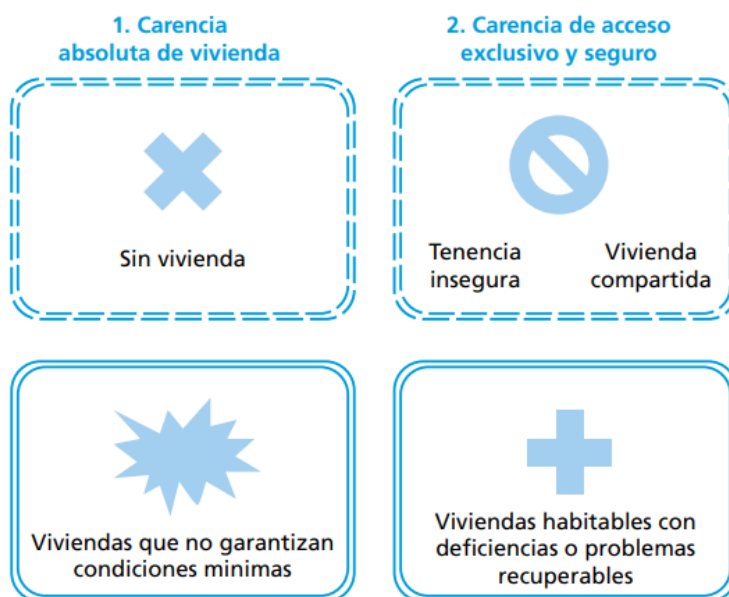 1. Carencia
absoluta de vivienda
2. Carencia de acceso
exclusivo y seguro
Sin vivienda
Tenencia
insegura
Vivienda
compartida
Viviendas que no garantizan
condiciones minimas
Viviendas habitables con
deficiencias o problemas
recuperables